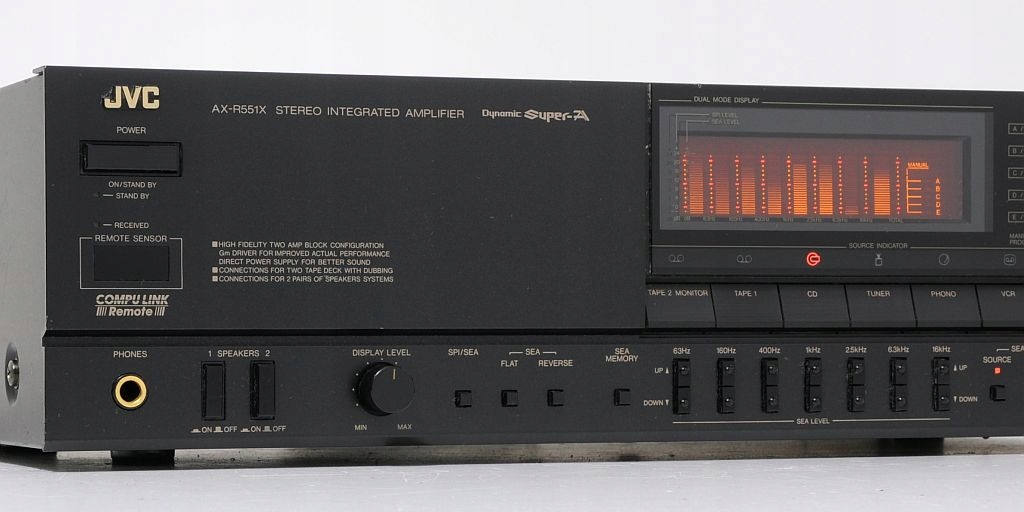 JVC
AX-R551X STEREO INTEGRATED AMPLIFIER Dynamic Super-A
POWER
ON/STAND BY
STAND BY
RECEIVED
REMOTE SENSOR
COMPU LINK
Remote
■HIGH FIDELITY TWO AMP BLOCK CONFIGURATION
Gm DRIVER FOR IMPROVED ACTUAL PERFORMANCE
DIRECT POWER SUPPLY FOR BETTER SOUND
■CONNECTIONS FOR TWO TAPE DECK WITH DUBBING
■CONNECTIONS FOR 2 PAIRS OF SPEAKERS SYSTEMS
DUAL MODE DISPLAY
SPI LEVEL
SEA LEVEL
MANUAL
A
B
C
D
E
A/
B/
C/
D/
E/
SOURCE INDICATOR
TAPE 2 MONITOR TAPE 1 CD TUNER PHONO VCR
PHONES
1 SPEAKERS 2
ON OFF ON OFF
DISPLAY LEVEL
MIN MAX
SPI/SEA
SEA
FLAT REVERSE
SEA
MEMORY
63Hz 160Hz 400Hz 1kHz 2.5kHz 6.3kHz 16kHz
UP UP
DOWN DOWN
SEA LEVEL
SOURCE